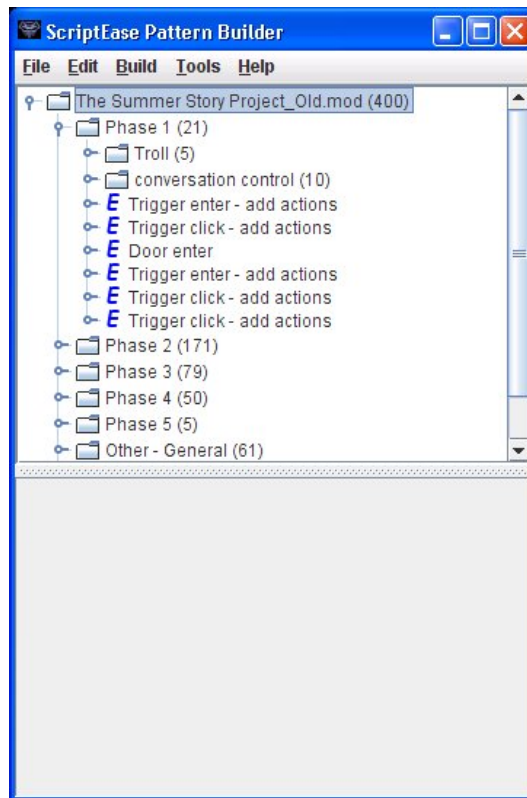 ScriptEase Pattern Builder
File Edit Build Tools Help
The Summer Story Project_Old.mod (400)
Phase 1 (21)
Troll (5)
conversation control (10)
E Trigger enter - add actions
E Trigger click - add actions
E Door enter
E Trigger enter - add actions
E Trigger click - add actions
E Trigger click - add actions
Phase 2 (171)
Phase 3 (79)
Phase 4 (50)
Phase 5 (5)
Other - General (61)